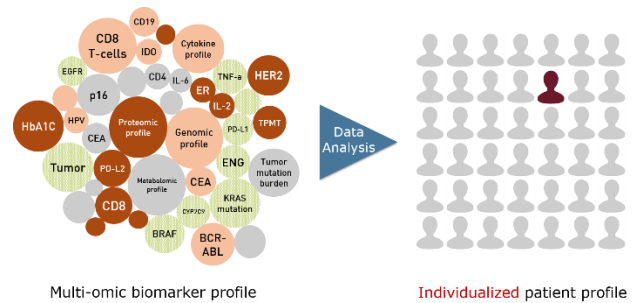 CD19
CD8
T-cells
IDO
Cytokine
profile
EGFR
CD4
IL-6
TNF-a
HER2
p16
ER
IL-2
HbA1C
HPV
CEA
Proteomic
profile
Genomic
profile
PD-L1
TPMT
Data
Analysis
Tumor
PD-L2
Metabolomic
profile
ENG
Tumor
mutation
burden
CEA
CD8
CYP2C9
KRAS
mutation
BRAF
BCR-
ABL
Multi-omic biomarker profile
Individualized patient profile